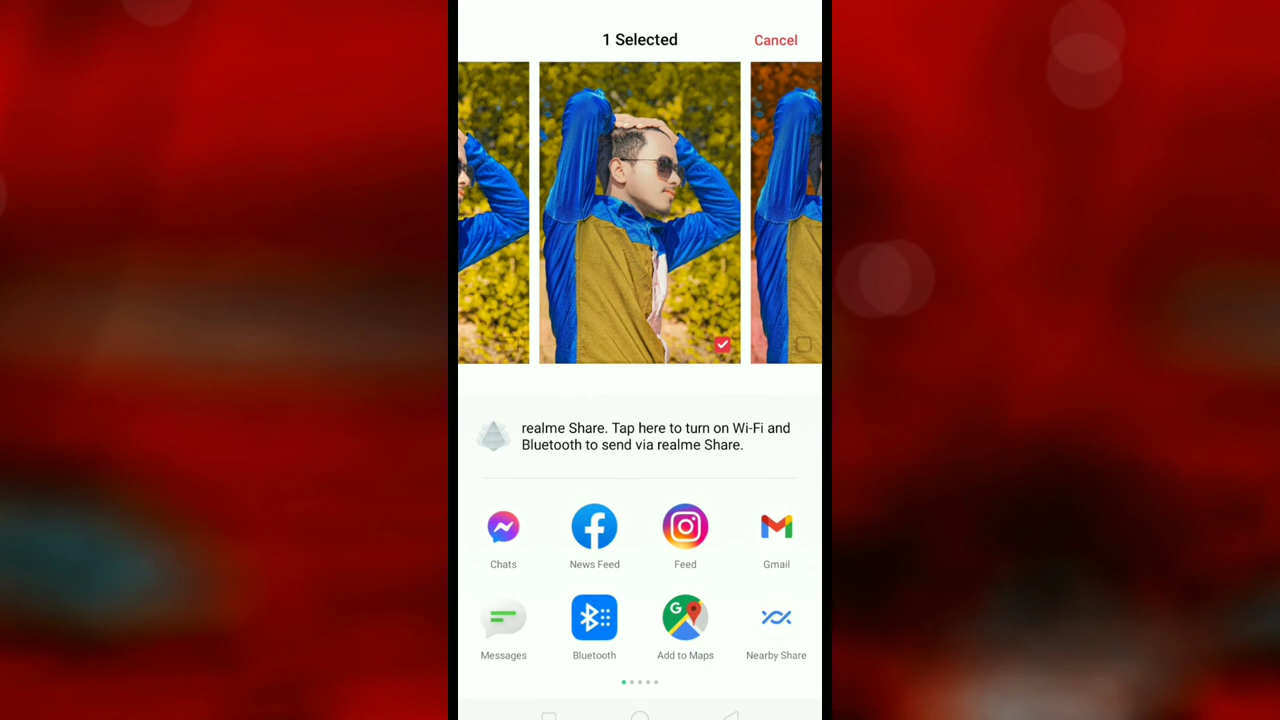 1 Selected
Cancel
realme Share. Tap here to turn on Wi-Fi and
Bluetooth to send via realme Share.
Chats
News Feed
Feed
Gmail
Messages
Bluetooth
Add to Maps
Nearby Share